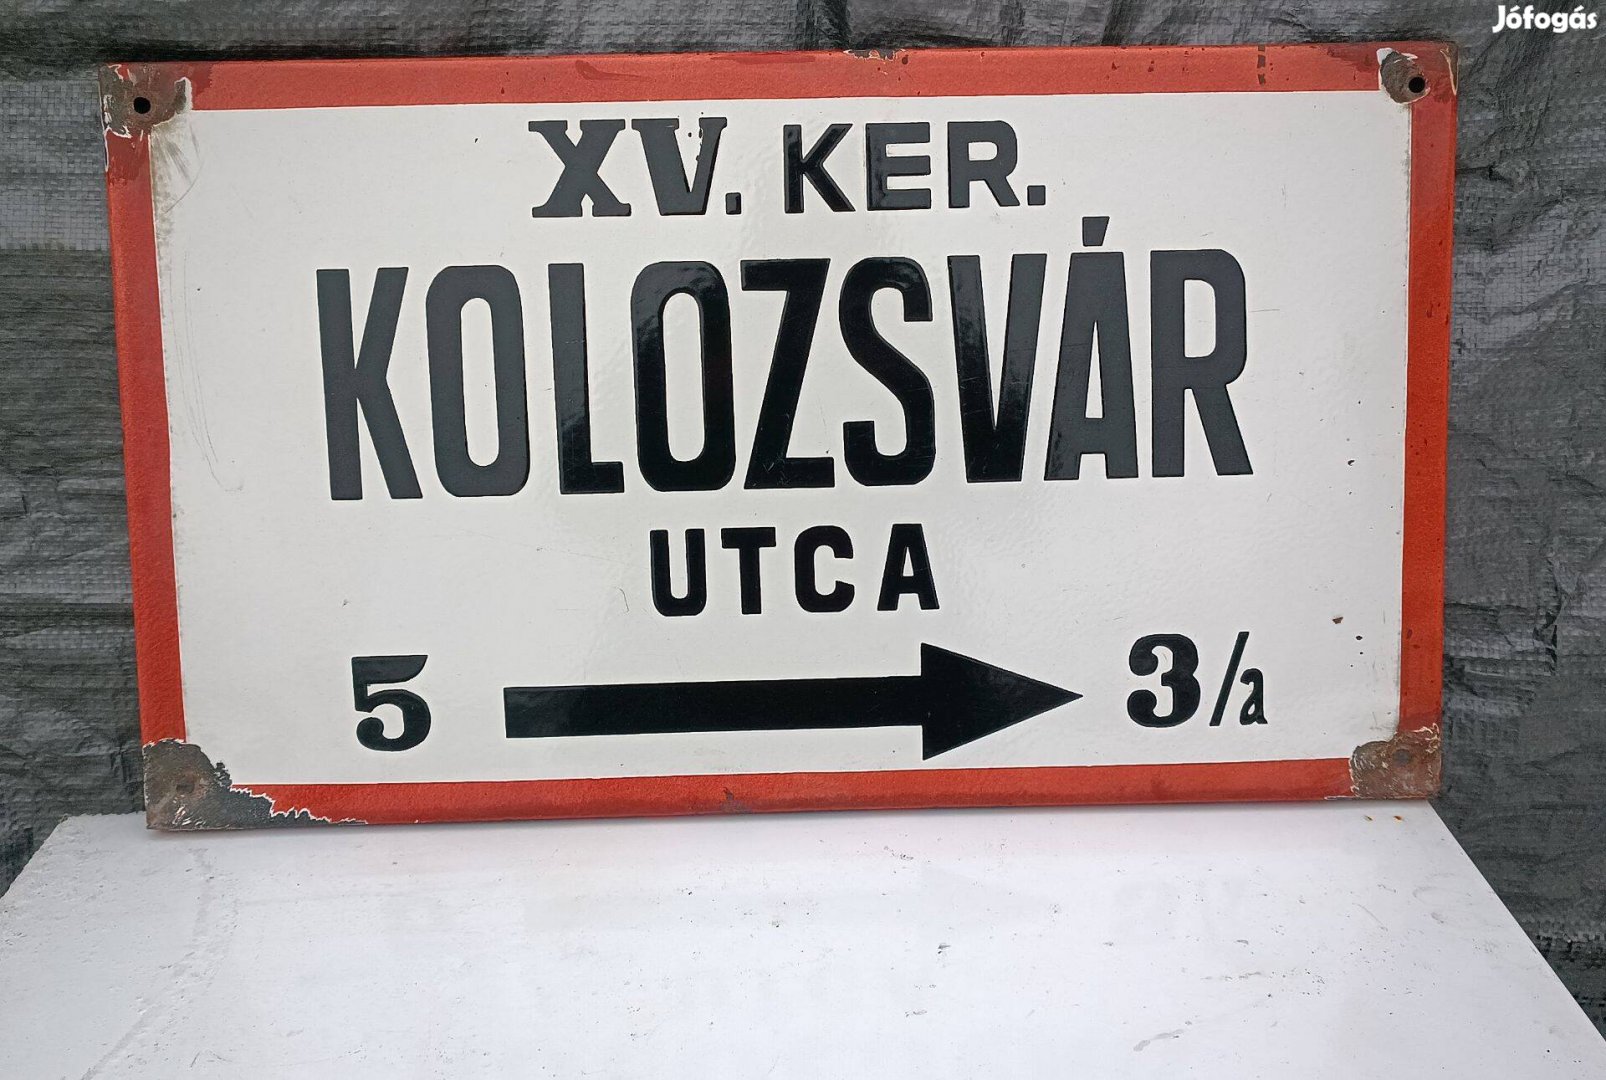 Jófogás
XV. KER.
KOLOZSVÁR
UTCA
5 3/a